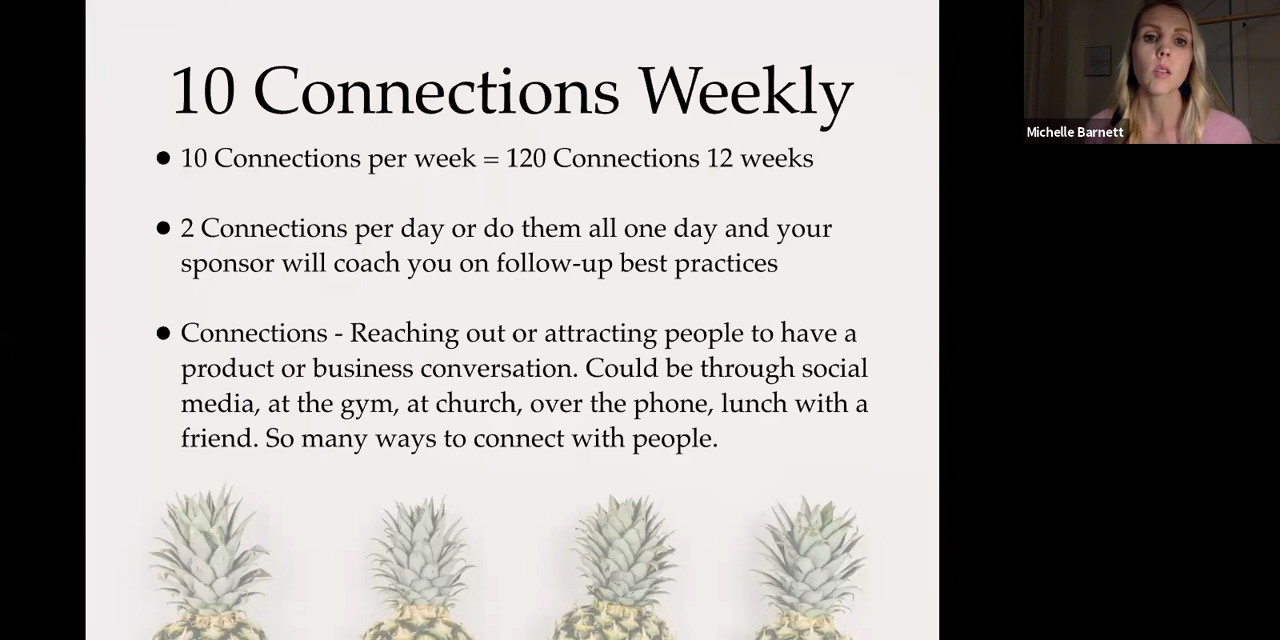 10 Connections Weekly
● 10 Connections per week = 120 Connections 12 weeks
● 2 Connections per day or do them all one day and your
sponsor will coach you on follow-up best practices
● Connections - Reaching out or attracting people to have a
product or business conversation. Could be through social
media, at the gym, at church, over the phone, lunch with a
friend. So many ways to connect with people.
Michelle Barnett